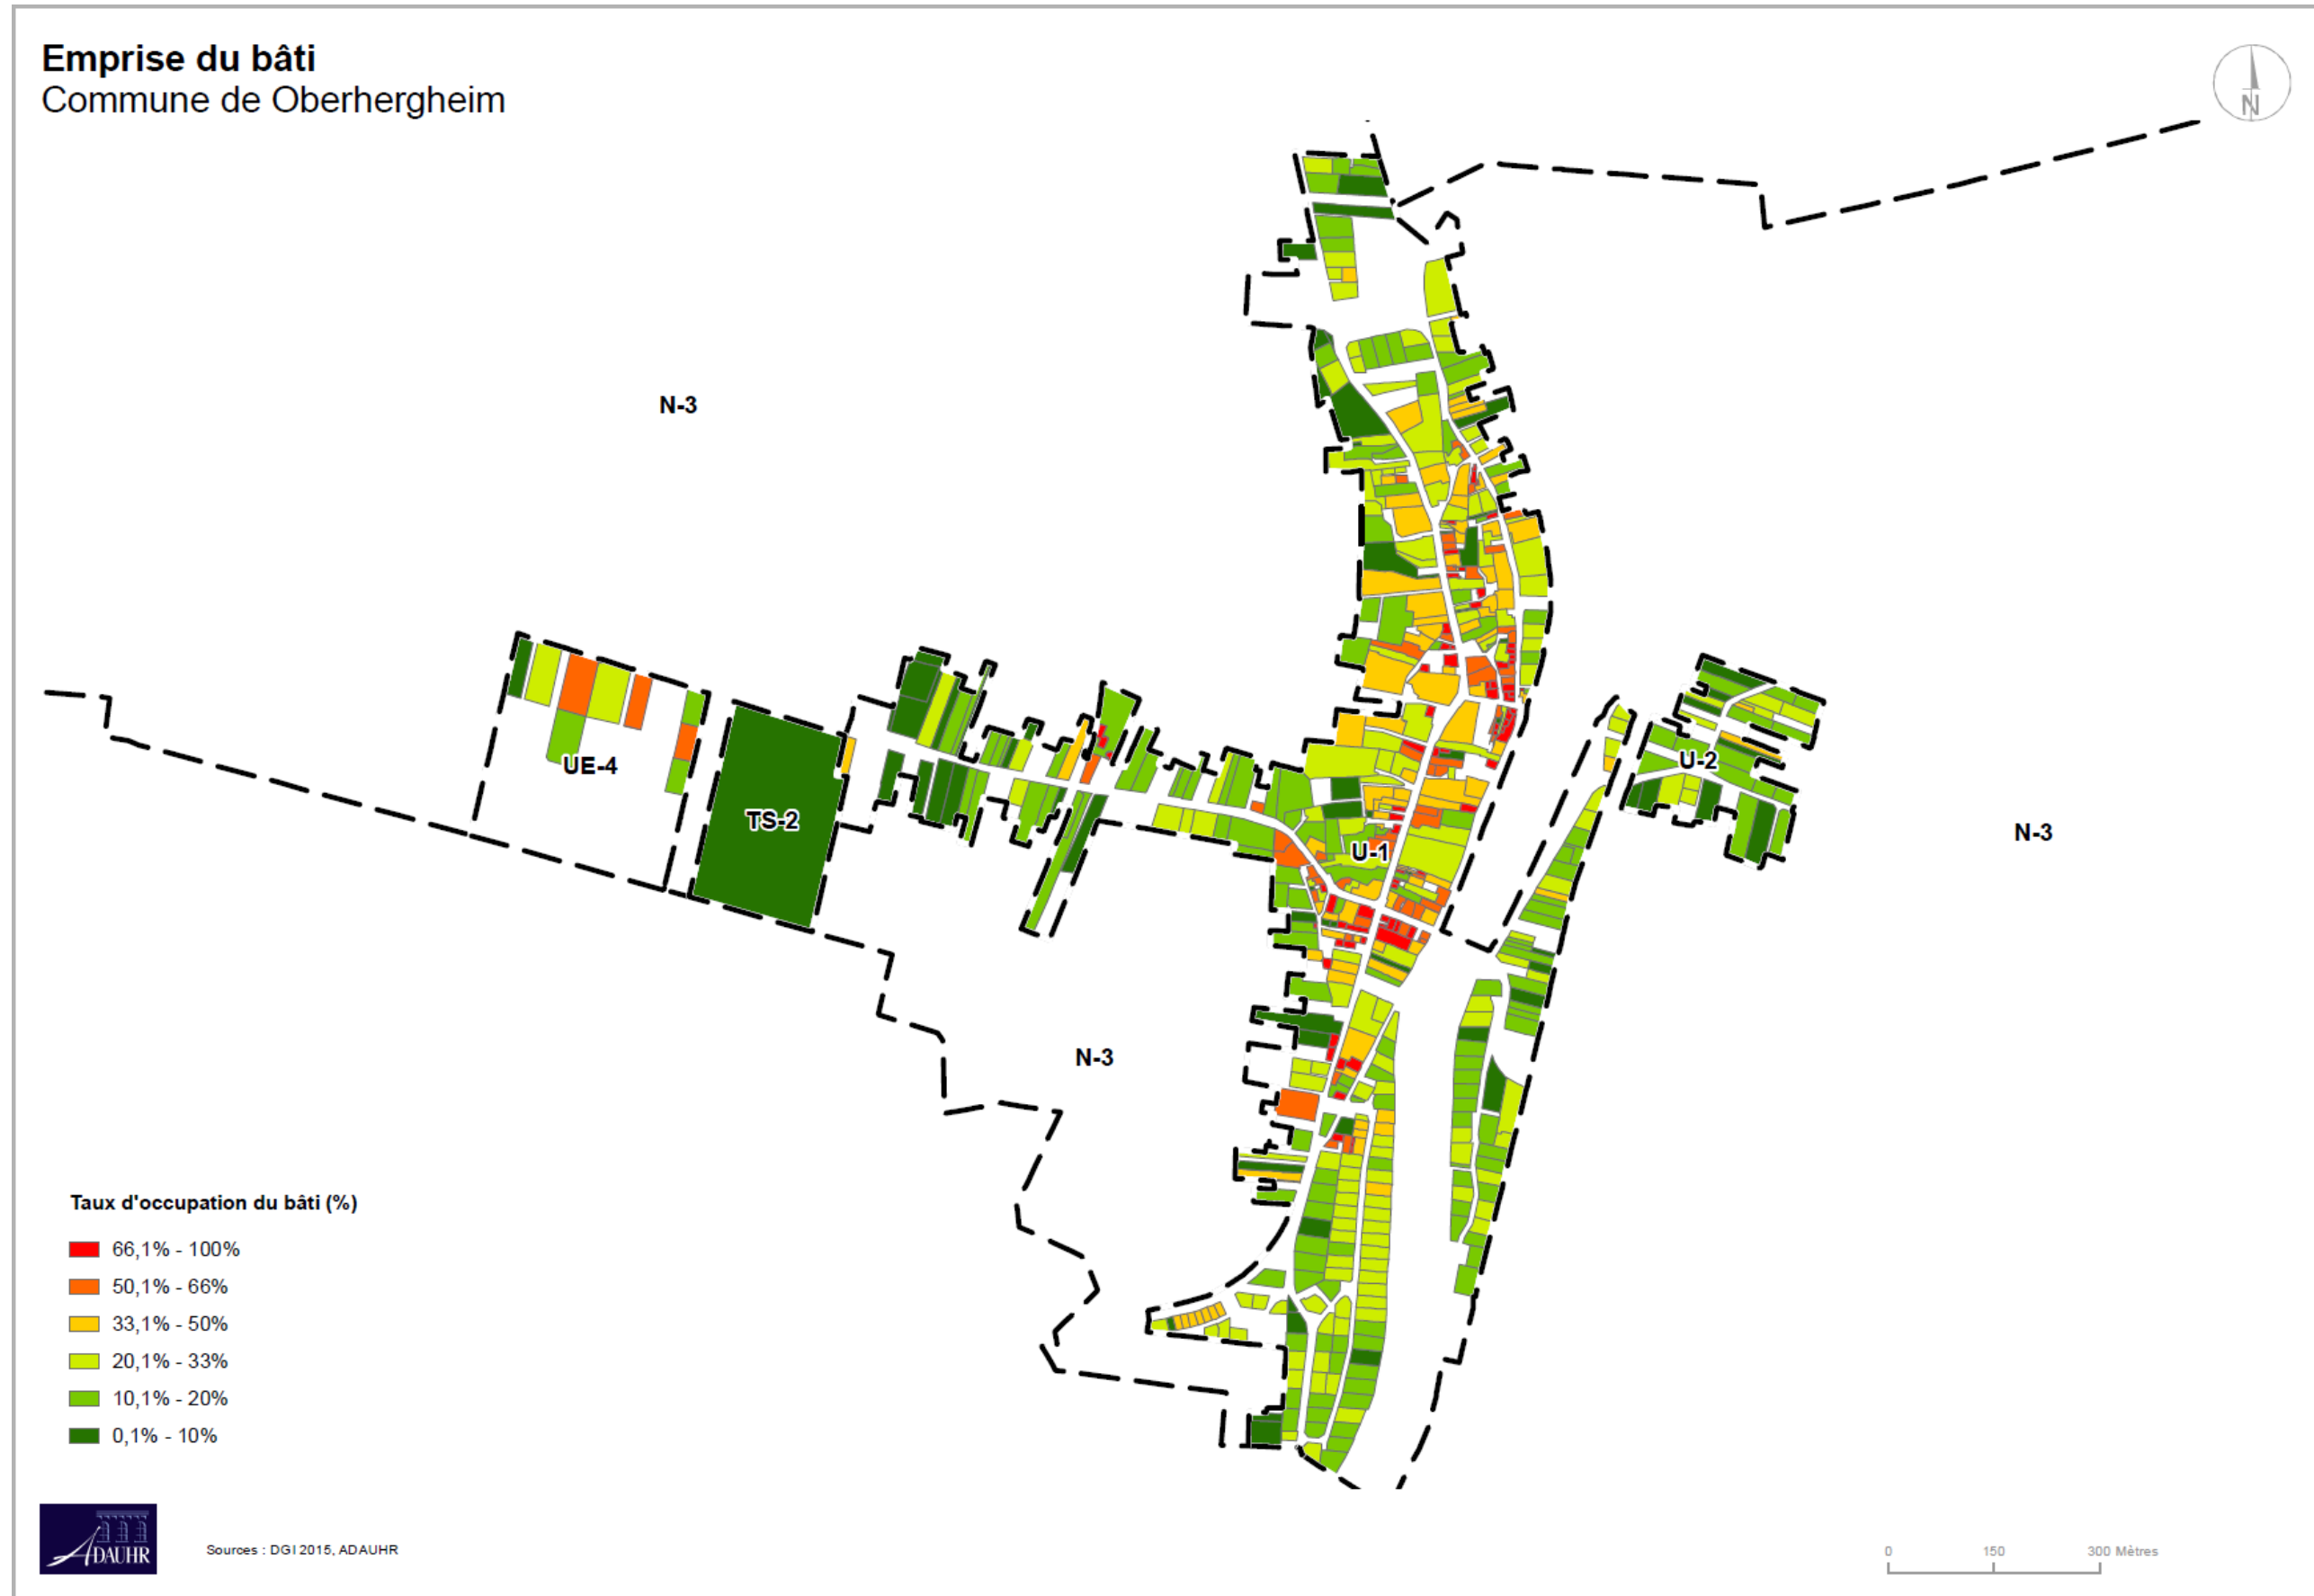 Emprise du bâti
Commune de Oberhergheim
N
N-3
UE-4
TS-2
U-2
N-3
U-1
N-3
Taux d'occupation du bâti (%)
66,1% - 100%
50,1% - 66%
33,1% - 50%
20,1% - 33%
10,1% - 20%
0,1% - 10%
ADAUHR
Sources : DGI 2015, ADAUHR
0 150 300 Mètres